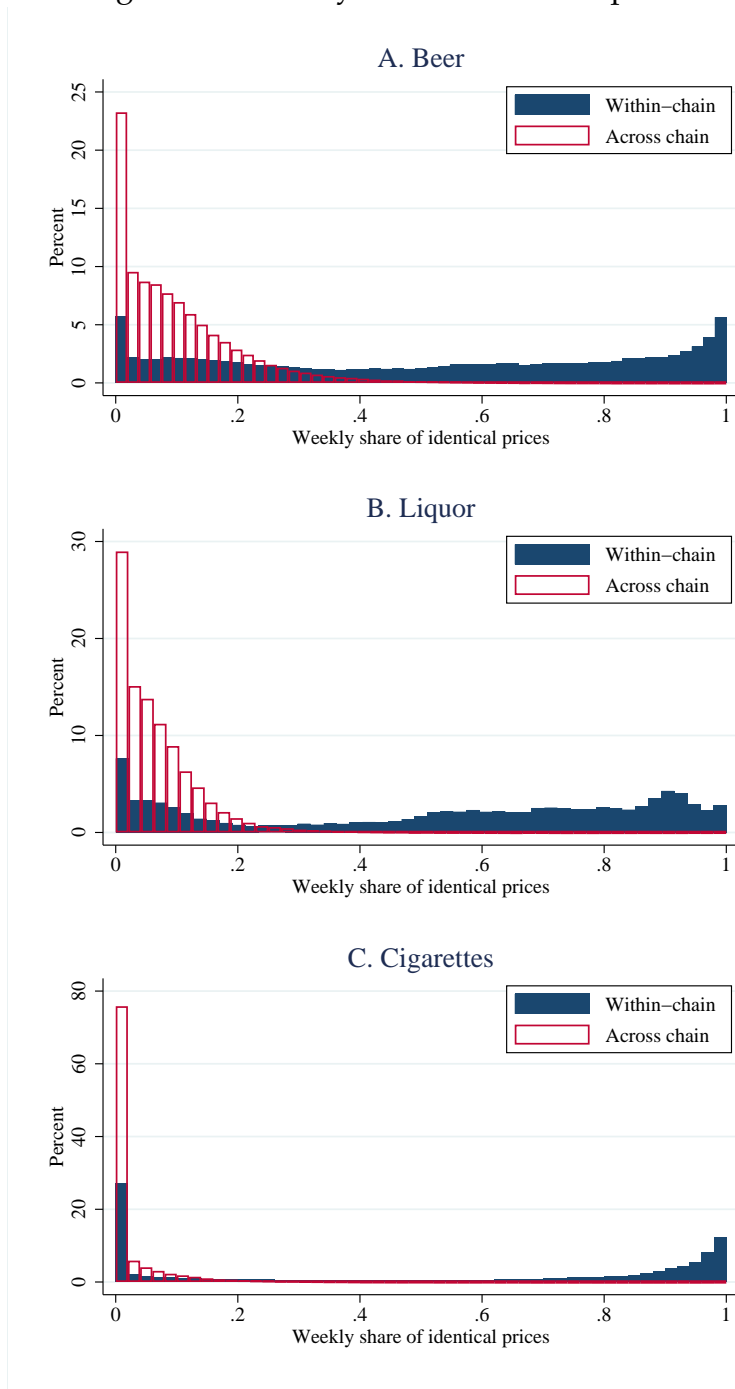 A. Beer
25
20
15
10
5
0
Percent
Within−chain
Across chain
0 .2 .4 .6 .8 1
Weekly share of identical prices
B. Liquor
30
20
10
0
Percent
Within−chain
Across chain
0 .2 .4 .6 .8 1
Weekly share of identical prices
C. Cigarettes
80
60
40
20
0
Percent
Within−chain
Across chain
0 .2 .4 .6 .8 1
Weekly share of identical prices